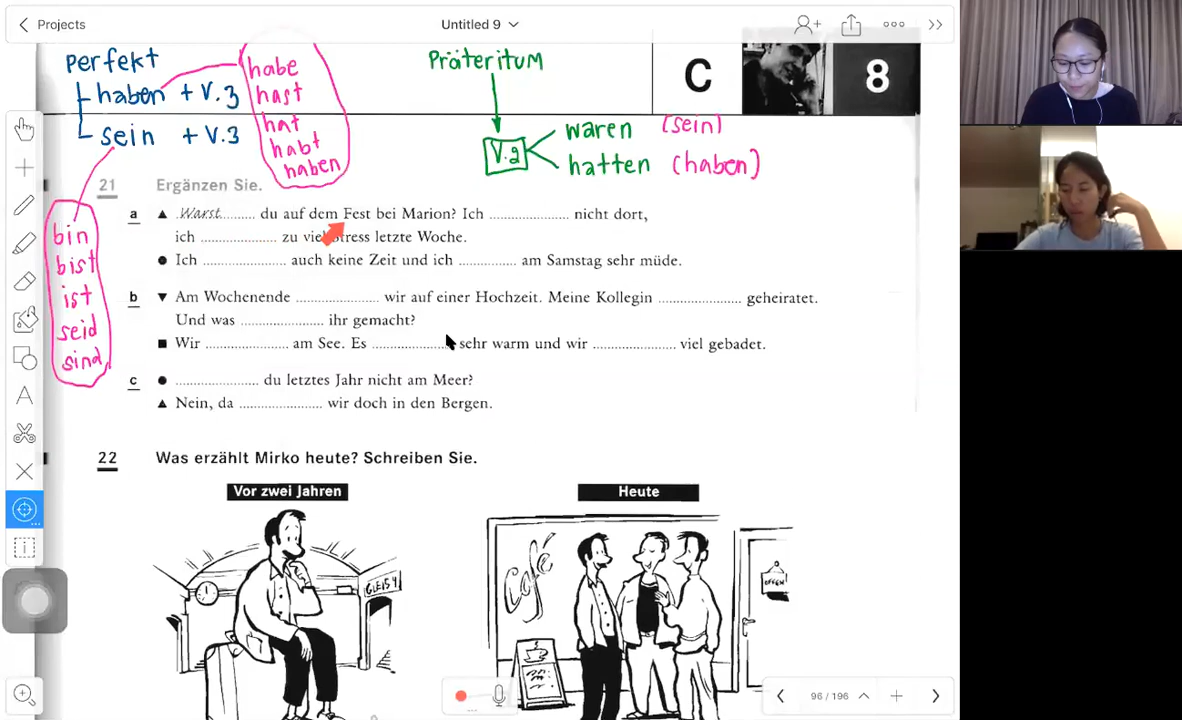 Projects
Untitled 9
perfekt
haben + V.3
sein + V.3
habe
hast
hat
habt
haben
bin
bist
ist
seid
sind
Präteritum
V.2
waren (sein)
hatten (haben)
C
8
21 Ergänzen Sie.
a ▲ Warst du auf dem Fest bei Marion? Ich .................. nicht dort,
ich .................. zu viel Stress letzte Woche.
● Ich .................. auch keine Zeit und ich .................. am Samstag sehr müde.
b ▼ Am Wochenende .................. wir auf einer Hochzeit. Meine Kollegin .................. geheiratet.
Und was .................. ihr gemacht?
■ Wir .................. am See. Es .................. sehr warm und wir .................. viel gebadet.
c ● .................. du letztes Jahr nicht am Meer?
▲ Nein, da .................. wir doch in den Bergen.
22 Was erzählt Mirko heute? Schreiben Sie.
Vor zwei Jahren
Heute
GLEIS 4
Café
OFFEN
96 / 196